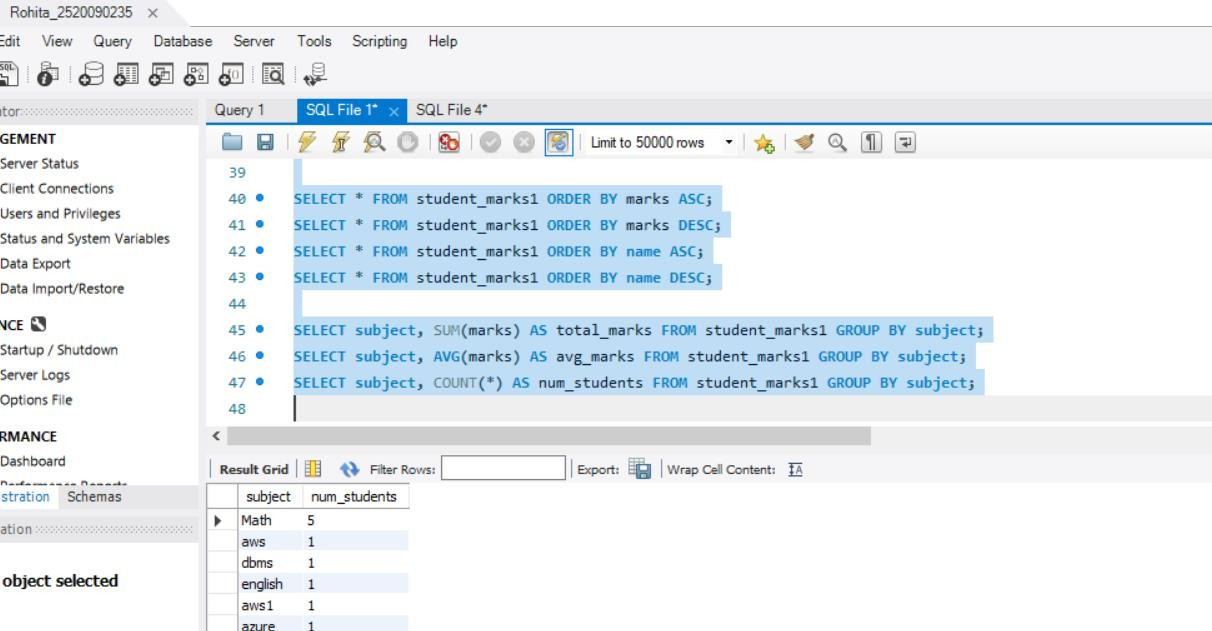 Rohita_2520090235
Edit View Query Database Server Tools Scripting Help
Query 1 SQL File 1* SQL File 4*
GEMENT
Server Status
Client Connections
Users and Privileges
Status and System Variables
Data Export
Data Import/Restore
NCE
Startup / Shutdown
Server Logs
Options File
RMANCE
Dashboard
Performance Reports
stration Schemas
ation
object selected
Limit to 50000 rows
39
40 SELECT * FROM student_marks1 ORDER BY marks ASC;
41 SELECT * FROM student_marks1 ORDER BY marks DESC;
42 SELECT * FROM student_marks1 ORDER BY name ASC;
43 SELECT * FROM student_marks1 ORDER BY name DESC;
44
45 SELECT subject, SUM(marks) AS total_marks FROM student_marks1 GROUP BY subject;
46 SELECT subject, AVG(marks) AS avg_marks FROM student_marks1 GROUP BY subject;
47 SELECT subject, COUNT(*) AS num_students FROM student_marks1 GROUP BY subject;
48
Result Grid Filter Rows: Export: Wrap Cell Content:
subject num_students
Math 5
aws 1
dbms 1
english 1
aws1 1
azure 1